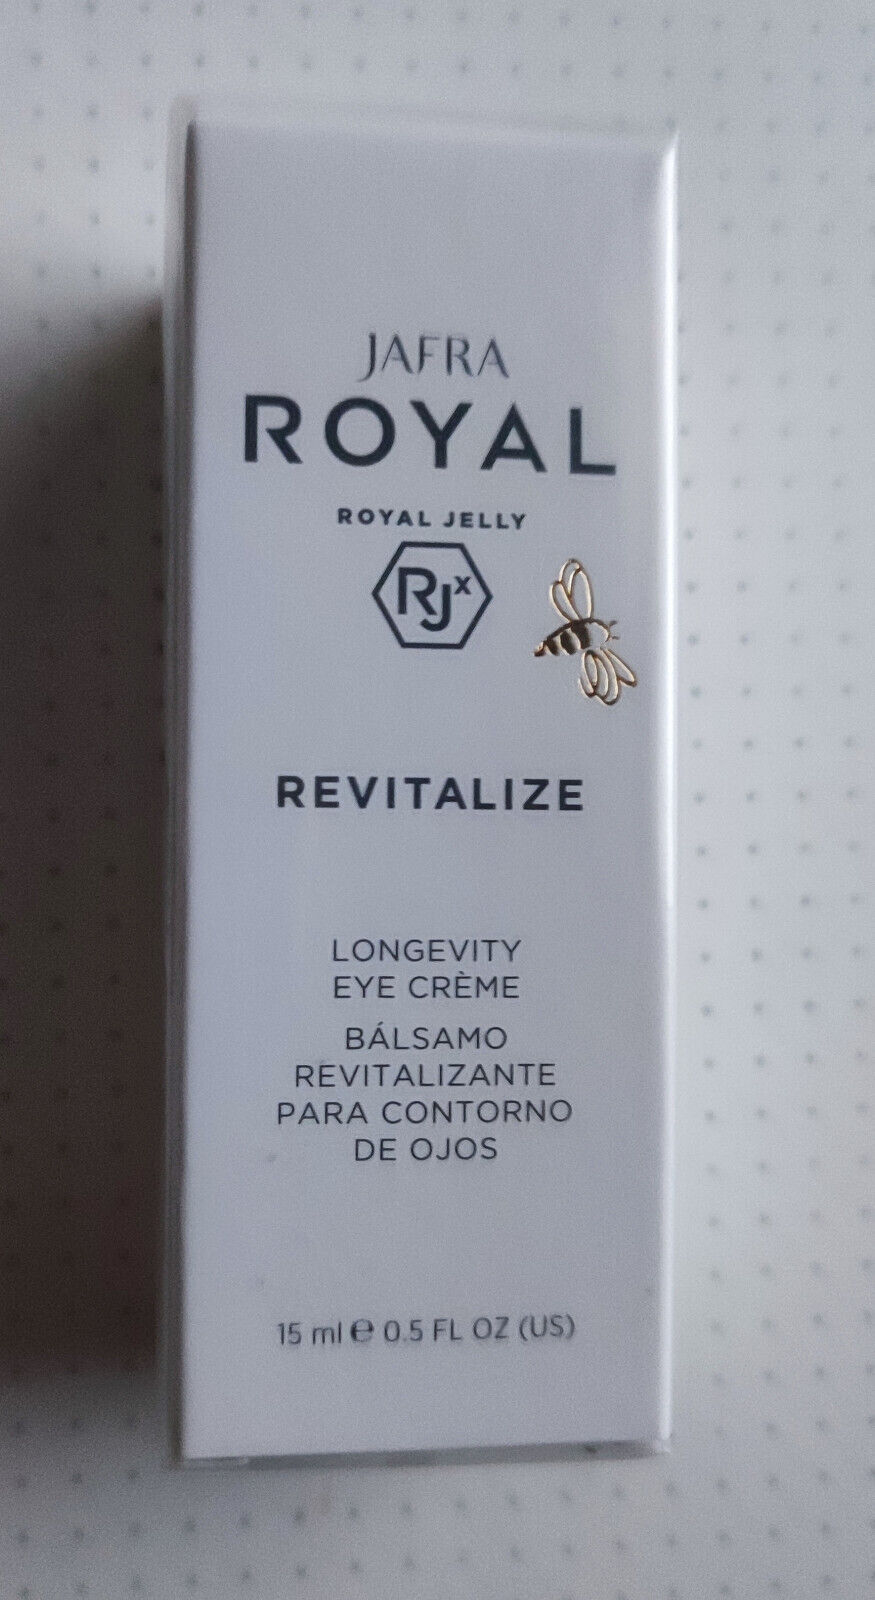 JAFRA
ROYAL
ROYAL JELLY
RJx
REVITALIZE
LONGEVITY
EYE CRÈME
BÁLSAMO
REVITALIZANTE
PARA CONTORNO
DE OJOS
15 ml ℮ 0.5 FL OZ (US)